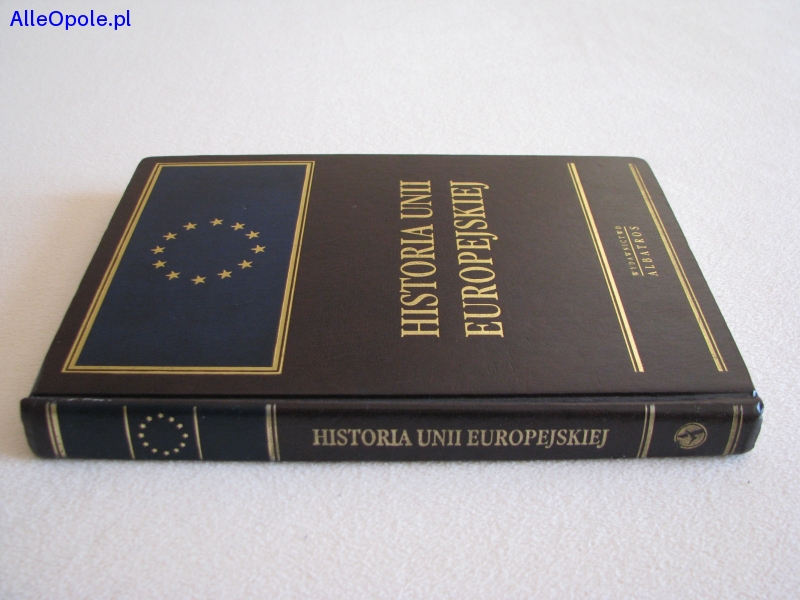 AlleOpole.pl
HISTORIA UNII
EUROPEJSKIEJ
WYDAWNICTWO
ALBATROS
HISTORIA UNII EUROPEJSKIEJ